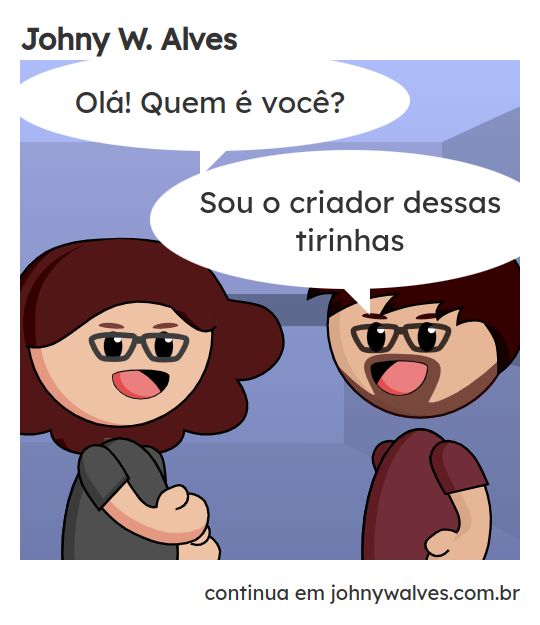 Johny W. Alves
Olá! Quem é você?
Sou o criador dessas
tirinhas
continua em johnywalves.com.br